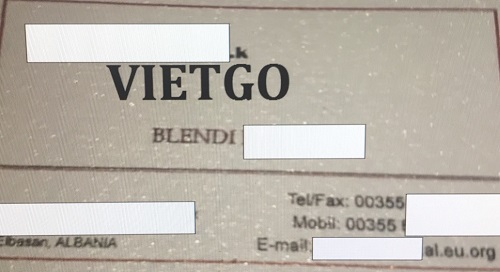 .k
VIETGO
BLENDI
Tel/Fax: 00355
Mobil: 00355
Elbasan, ALBANIA
E-mail: al.eu.org